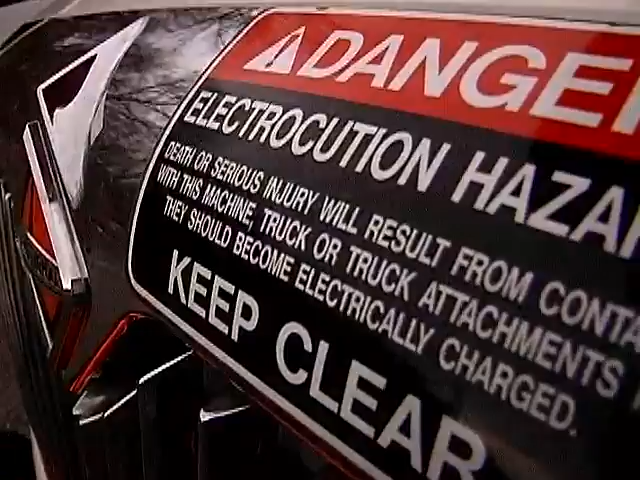 DANGE
ELECTROCUTION HAZA
DEATH OR SERIOUS INJURY WILL RESULT FROM CONTA
WITH THIS MACHINE, TRUCK OR TRUCK ATTACHMENTS
THEY SHOULD BECOME ELECTRICALLY CHARGED.
KEEP CLEAR